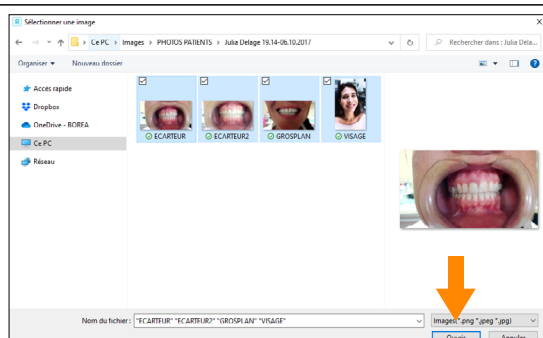 Sélectionner une image
Ce PC > Images > PHOTOS PATIENTS > Julia Delage 19.14-06.10.2017
Rechercher dans : Julia Dela...
Organiser
Nouveau dossier
Accès rapide
Dropbox
OneDrive - BOREA
Ce PC
Réseau
ECARTEUR
ECARTEUR2
GROSPLAN
VISAGE
Nom du fichier :
"ECARTEUR" "ECARTEUR2" "GROSPLAN" "VISAGE"
Images(*.png *.jpeg *.jpg)
Ouvrir
Annuler